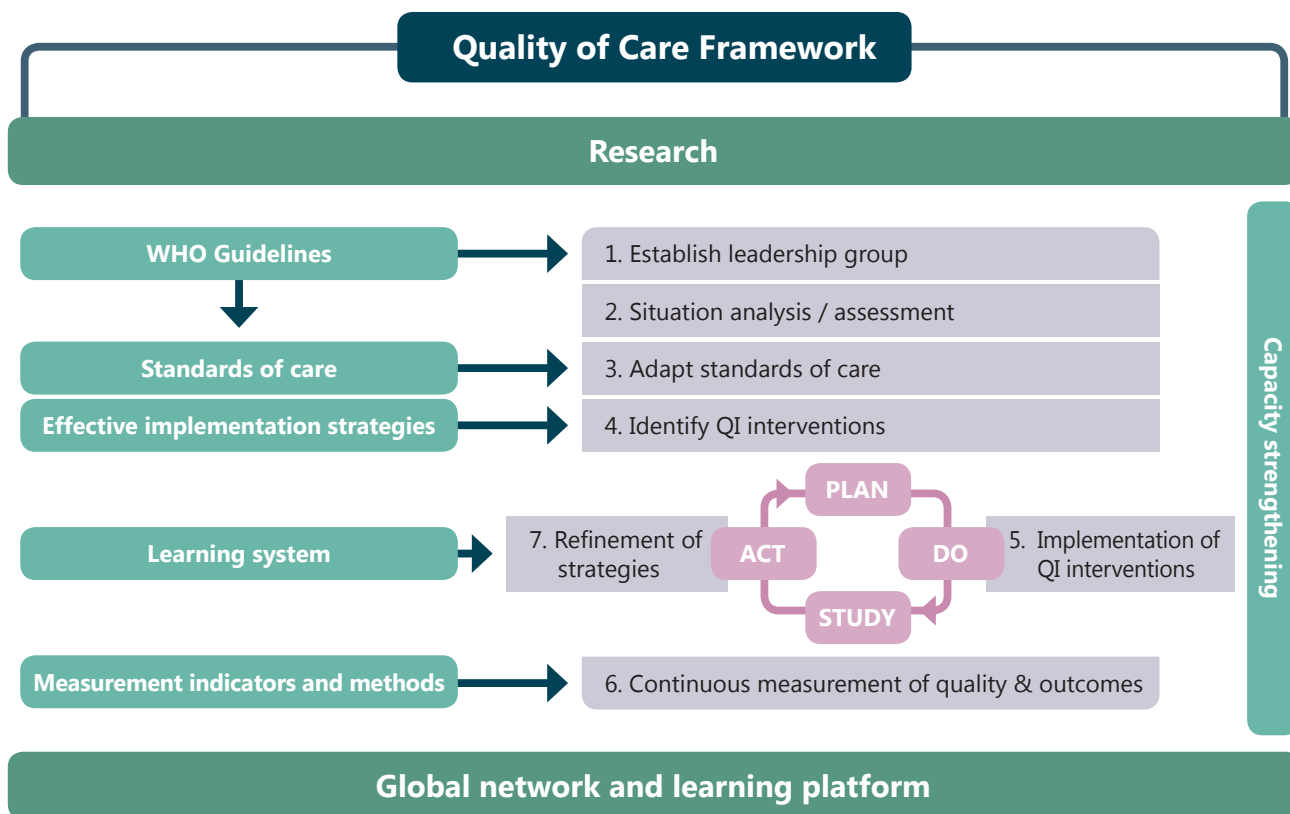 Quality of Care Framework
Research
WHO Guidelines
1. Establish leadership group
2. Situation analysis / assessment
Standards of care
3. Adapt standards of care
Effective implementation strategies
4. Identify QI interventions
PLAN
Learning system
7. Refinement of
strategies
ACT
DO
5. Implementation of
QI interventions
STUDY
Measurement indicators and methods
6. Continuous measurement of quality & outcomes
Capacity strengthening
Global network and learning platform